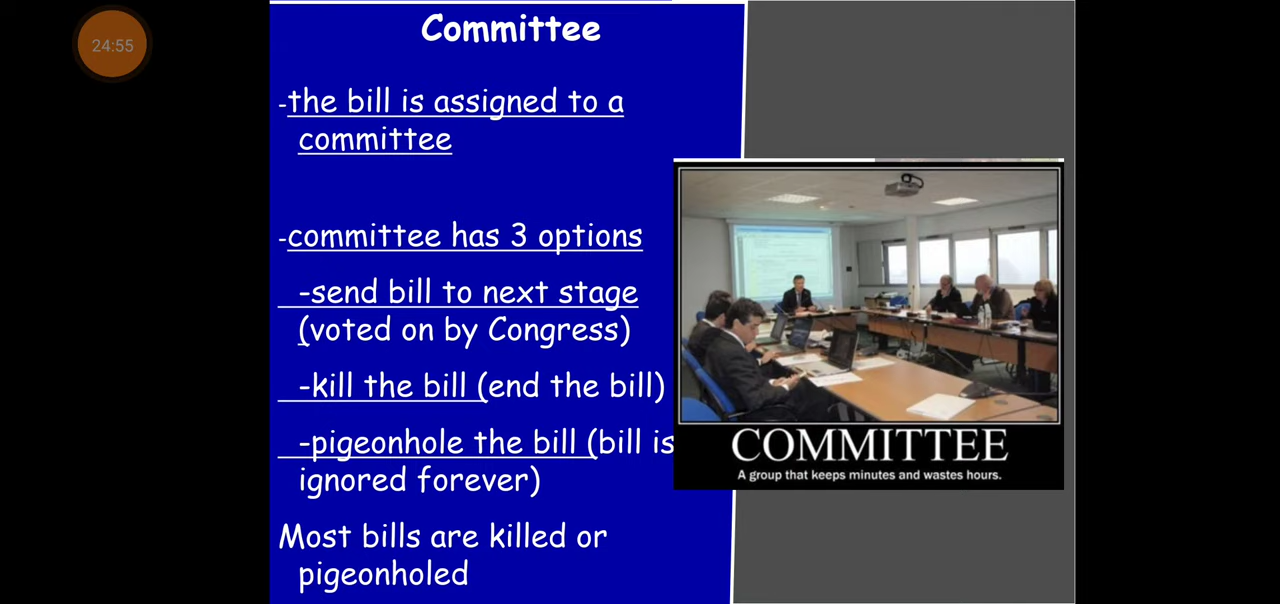 24:55
Committee
-the bill is assigned to a
committee
-committee has 3 options
-send bill to next stage
(voted on by Congress)
-kill the bill (end the bill)
-pigeonhole the bill (bill is
ignored forever)
Most bills are killed or
pigeonholed
COMMITTEE
A group that keeps minutes and wastes hours.